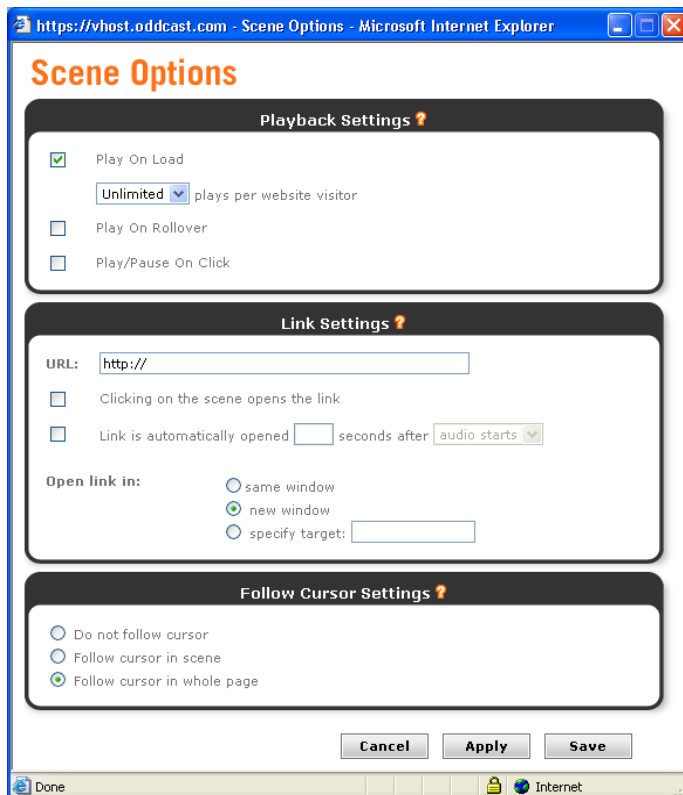 https://vhost.oddcast.com - Scene Options - Microsoft Internet Explorer
Scene Options
Playback Settings ?
Play On Load
Unlimited plays per website visitor
Play On Rollover
Play/Pause On Click
Link Settings ?
URL: http://
Clicking on the scene opens the link
Link is automatically opened seconds after audio starts
Open link in: same window
new window
specify target:
Follow Cursor Settings ?
Do not follow cursor
Follow cursor in scene
Follow cursor in whole page
Cancel Apply Save
Done Internet